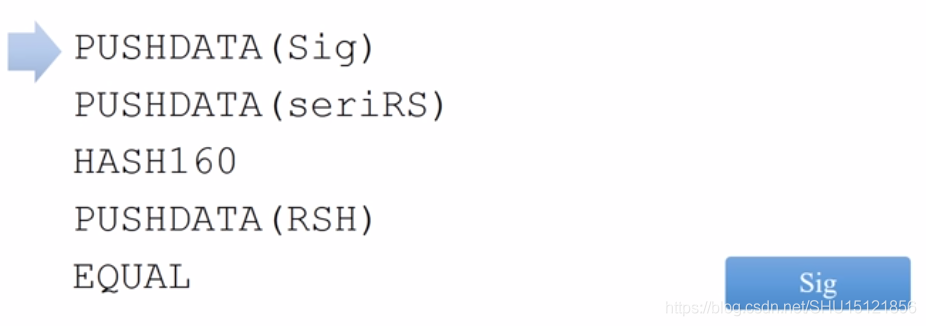 PUSHDATA(Sig)
PUSHDATA(seriRS)
HASH160
PUSHDATA(RSH)
EQUAL
Sig
https://blog.csdn.net/SHU15121856